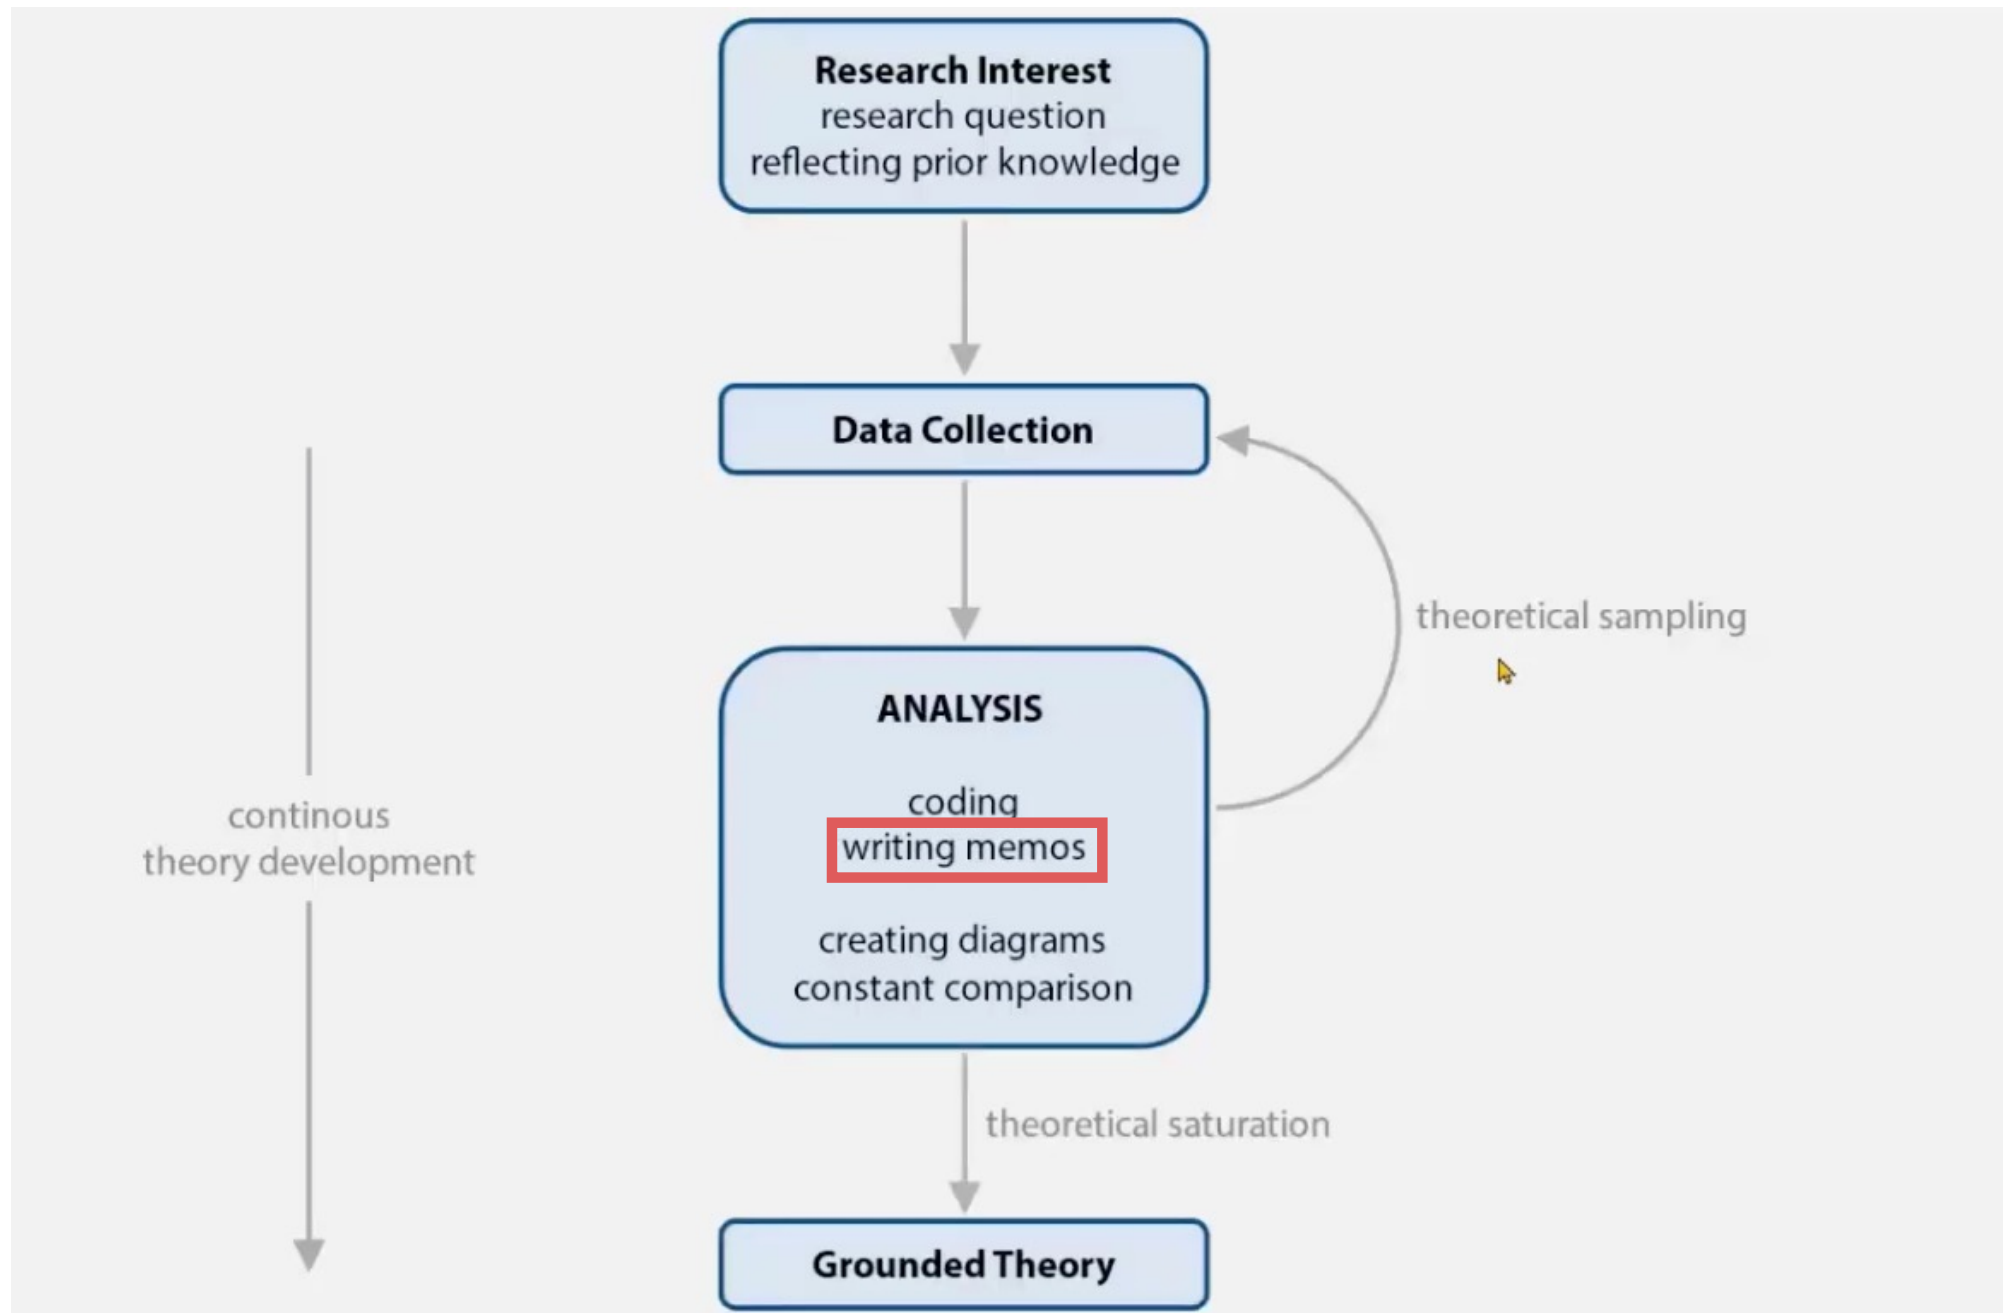 Research Interest
research question
reflecting prior knowledge
Data Collection
theoretical sampling
ANALYSIS
coding
writing memos
creating diagrams
constant comparison
continous
theory development
theoretical saturation
Grounded Theory